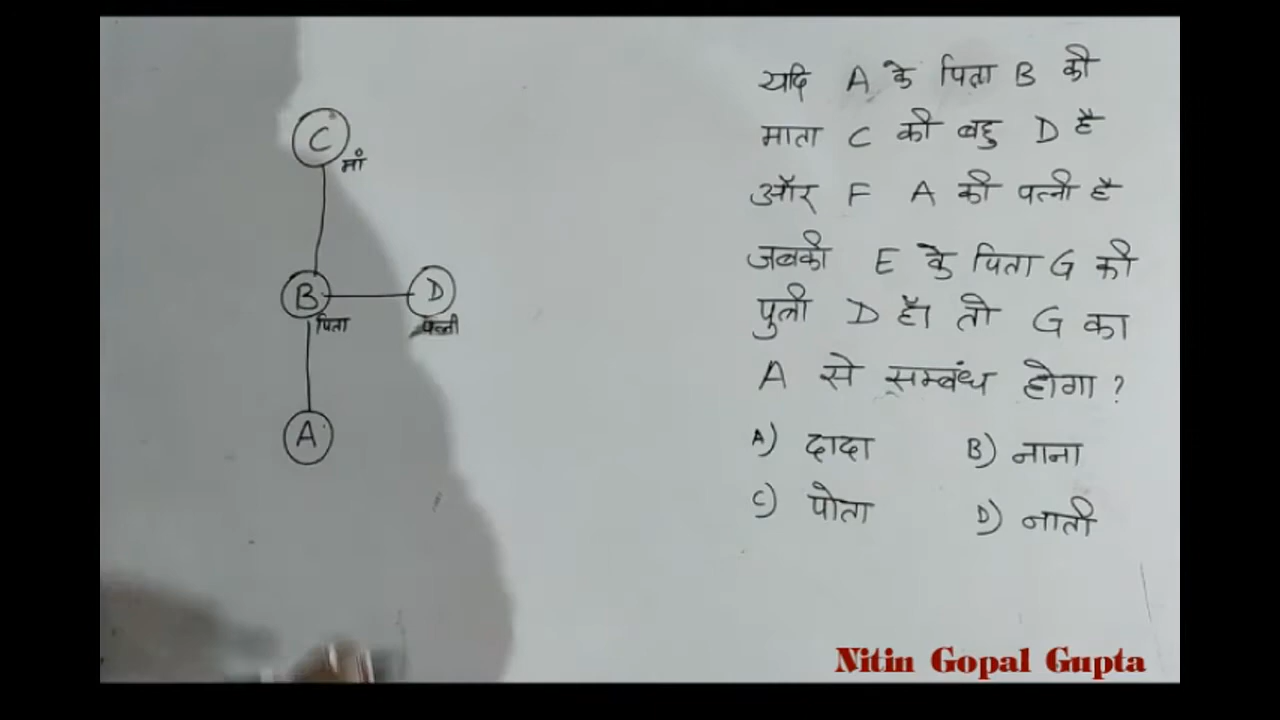 यदि A के पिता B की
माता C की बहु D है
और F A की पत्नी है
जबकी E के पिता G की
पुत्री D है। तो G का
A से सम्बंध होगा ?
A) दादा B) नाना
C) पोता D) नाती
C
मां
B
D
पिता
पत्नी
A
Nitin Gopal Gupta